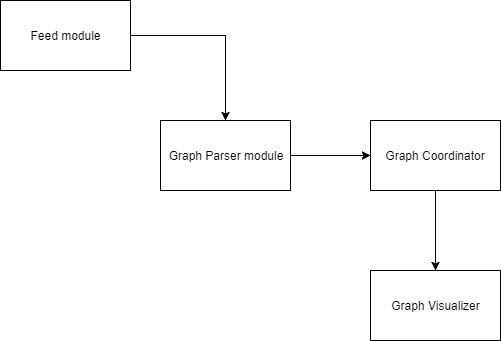 Feed module
Graph Parser module
Graph Coordinator
Graph Visualizer